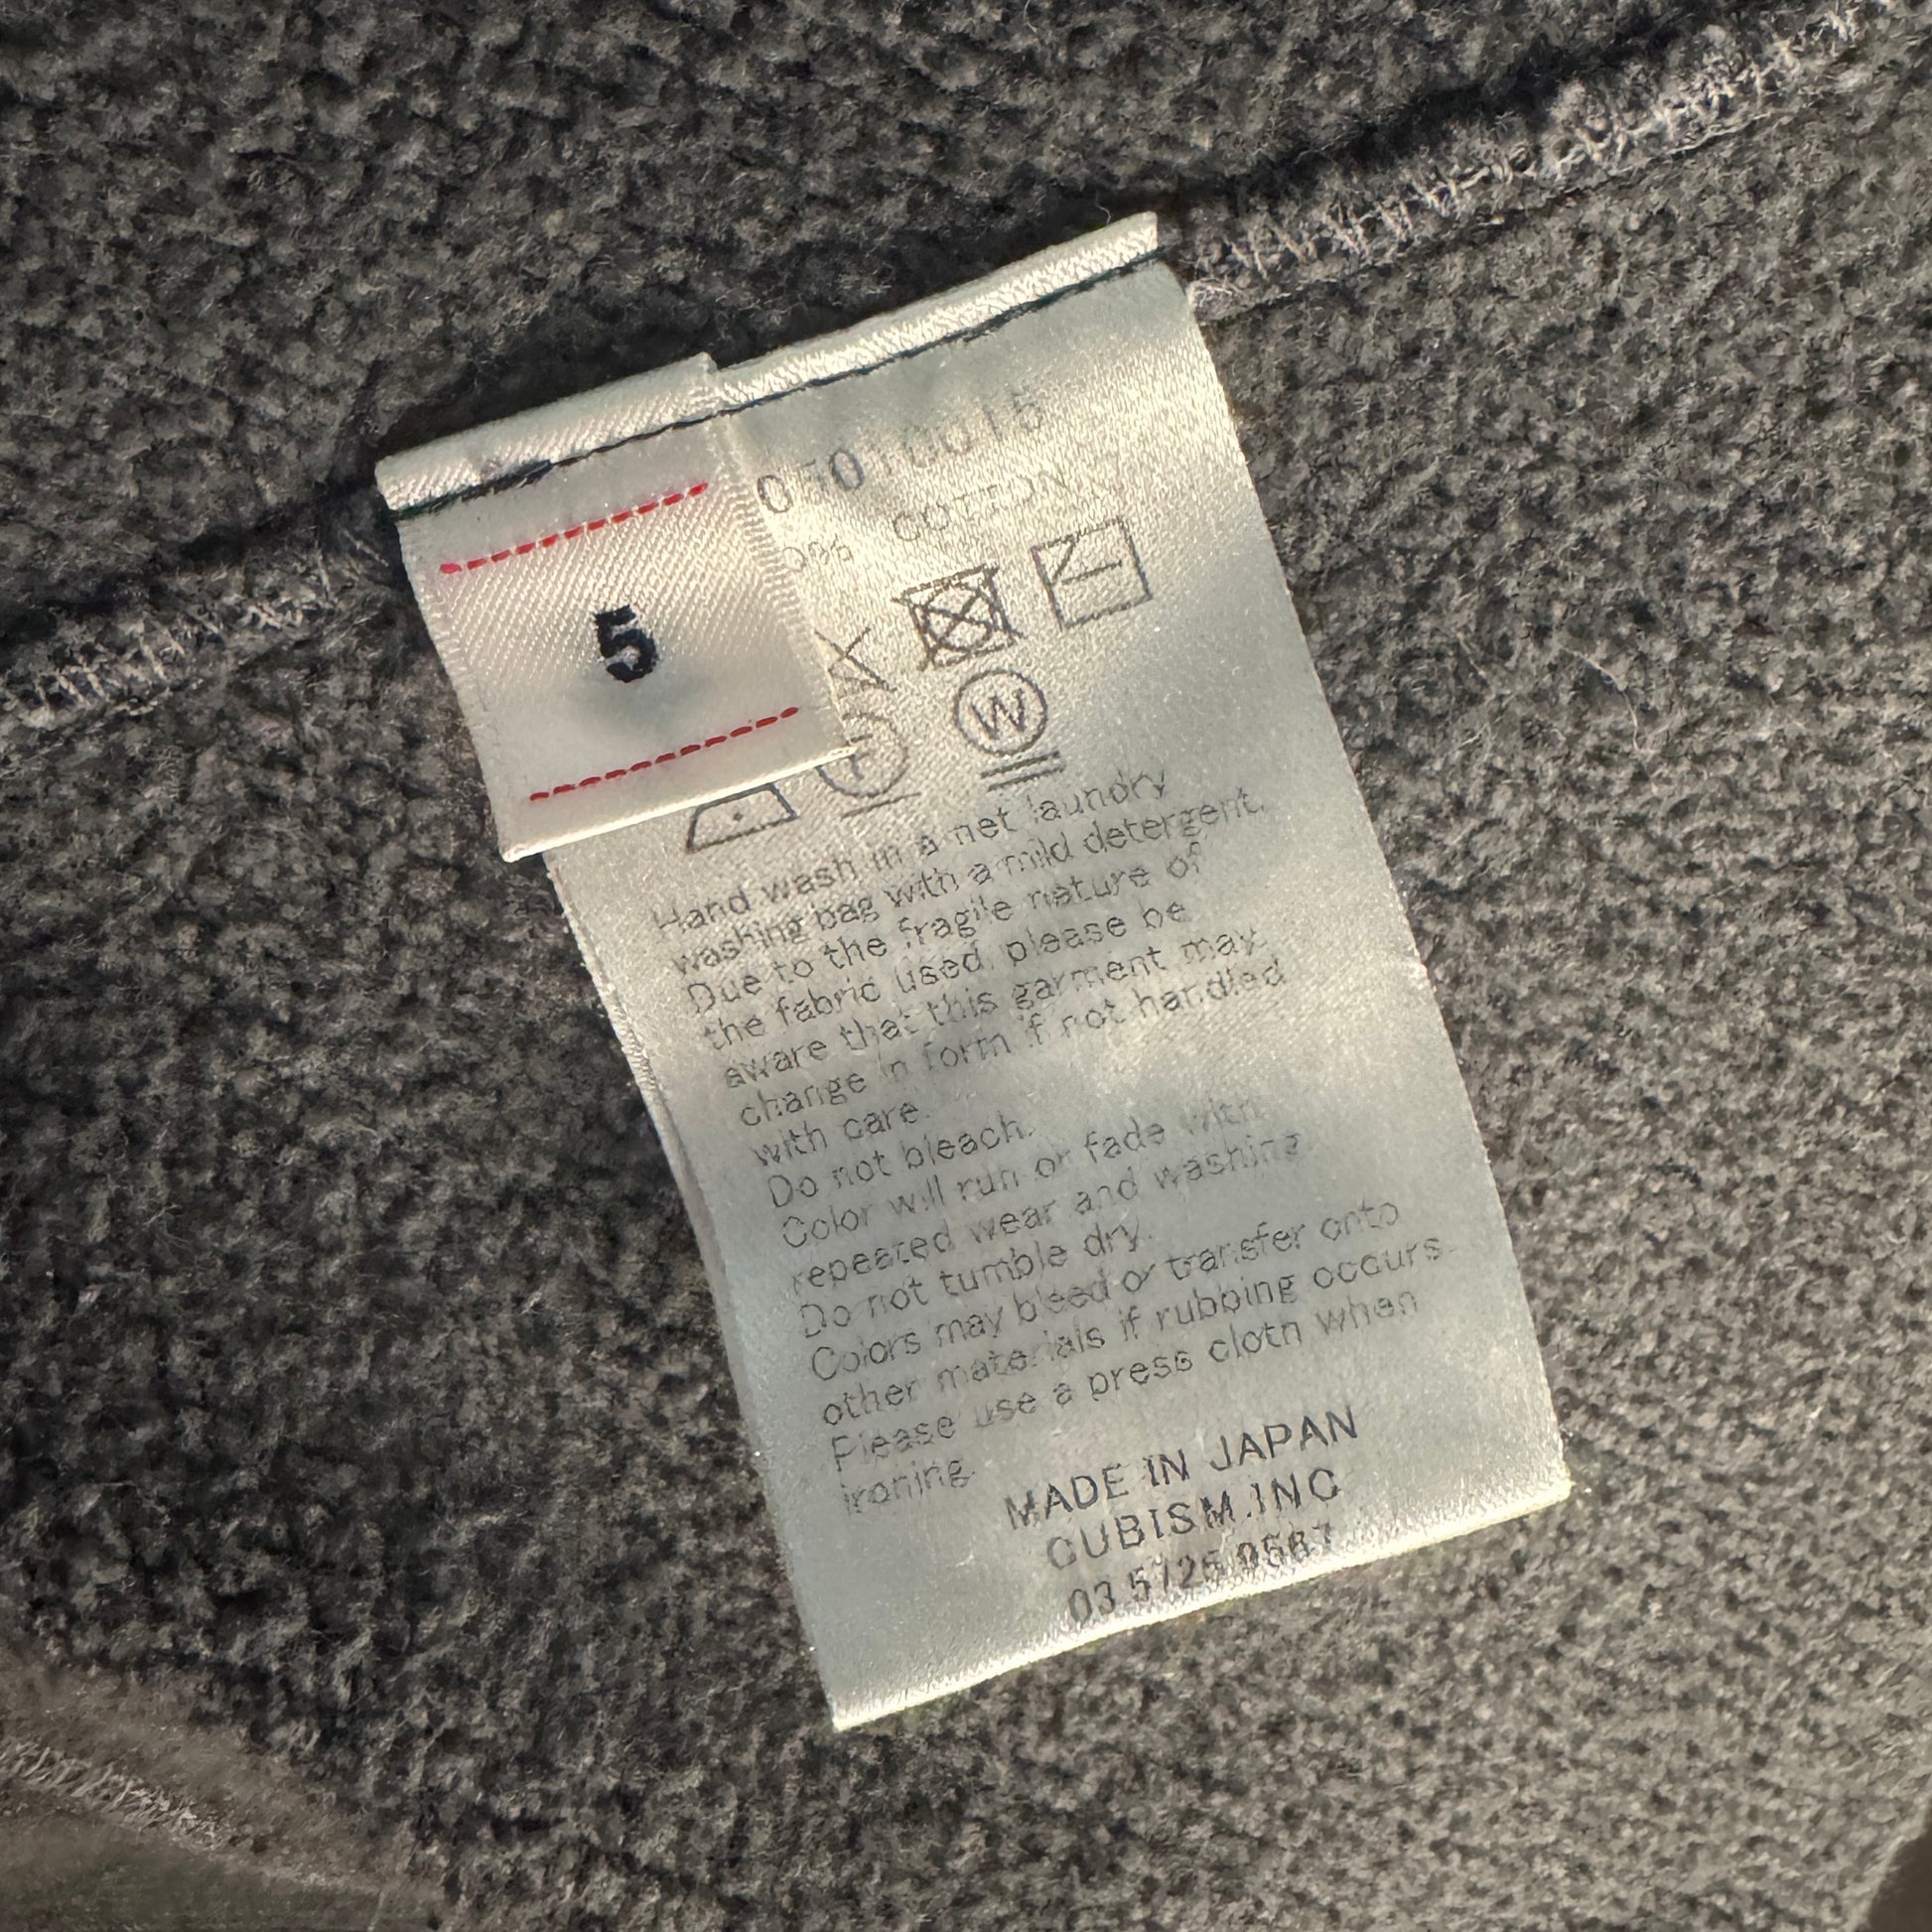 5
COTTON
W
Hand wash in a net laundry
washing bag with a mild detergent.
Due to the fragile nature of
the fabric used, please be
aware that this garment may
change in form if not handled
with care.
Do not bleach.
Color will run or fade with
repeated wear and washing
Do not tumble dry.
Colors may bleed or transfer onto
other materials if rubbing occurs.
Please use a press cloth when
ironing.
MADE IN JAPAN
CUBISM.INC